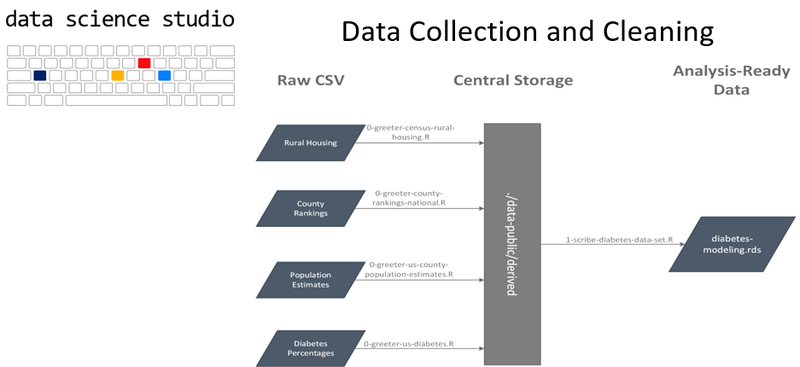 data science studio
Data Collection and Cleaning
Raw CSV
Central Storage
Analysis-Ready
Data
Rural Housing
0-greeter-census-rural-
housing.R
County
Rankings
0-greeter-county-
rankings-national.R
Population
Estimates
0-greeter-us-county-
population-estimates.R
Diabetes
Percentages
0-greeter-us-diabetes.R
./data-public/derived
1-scribe-diabetes-data-set.R
diabetes-
modeling.rds